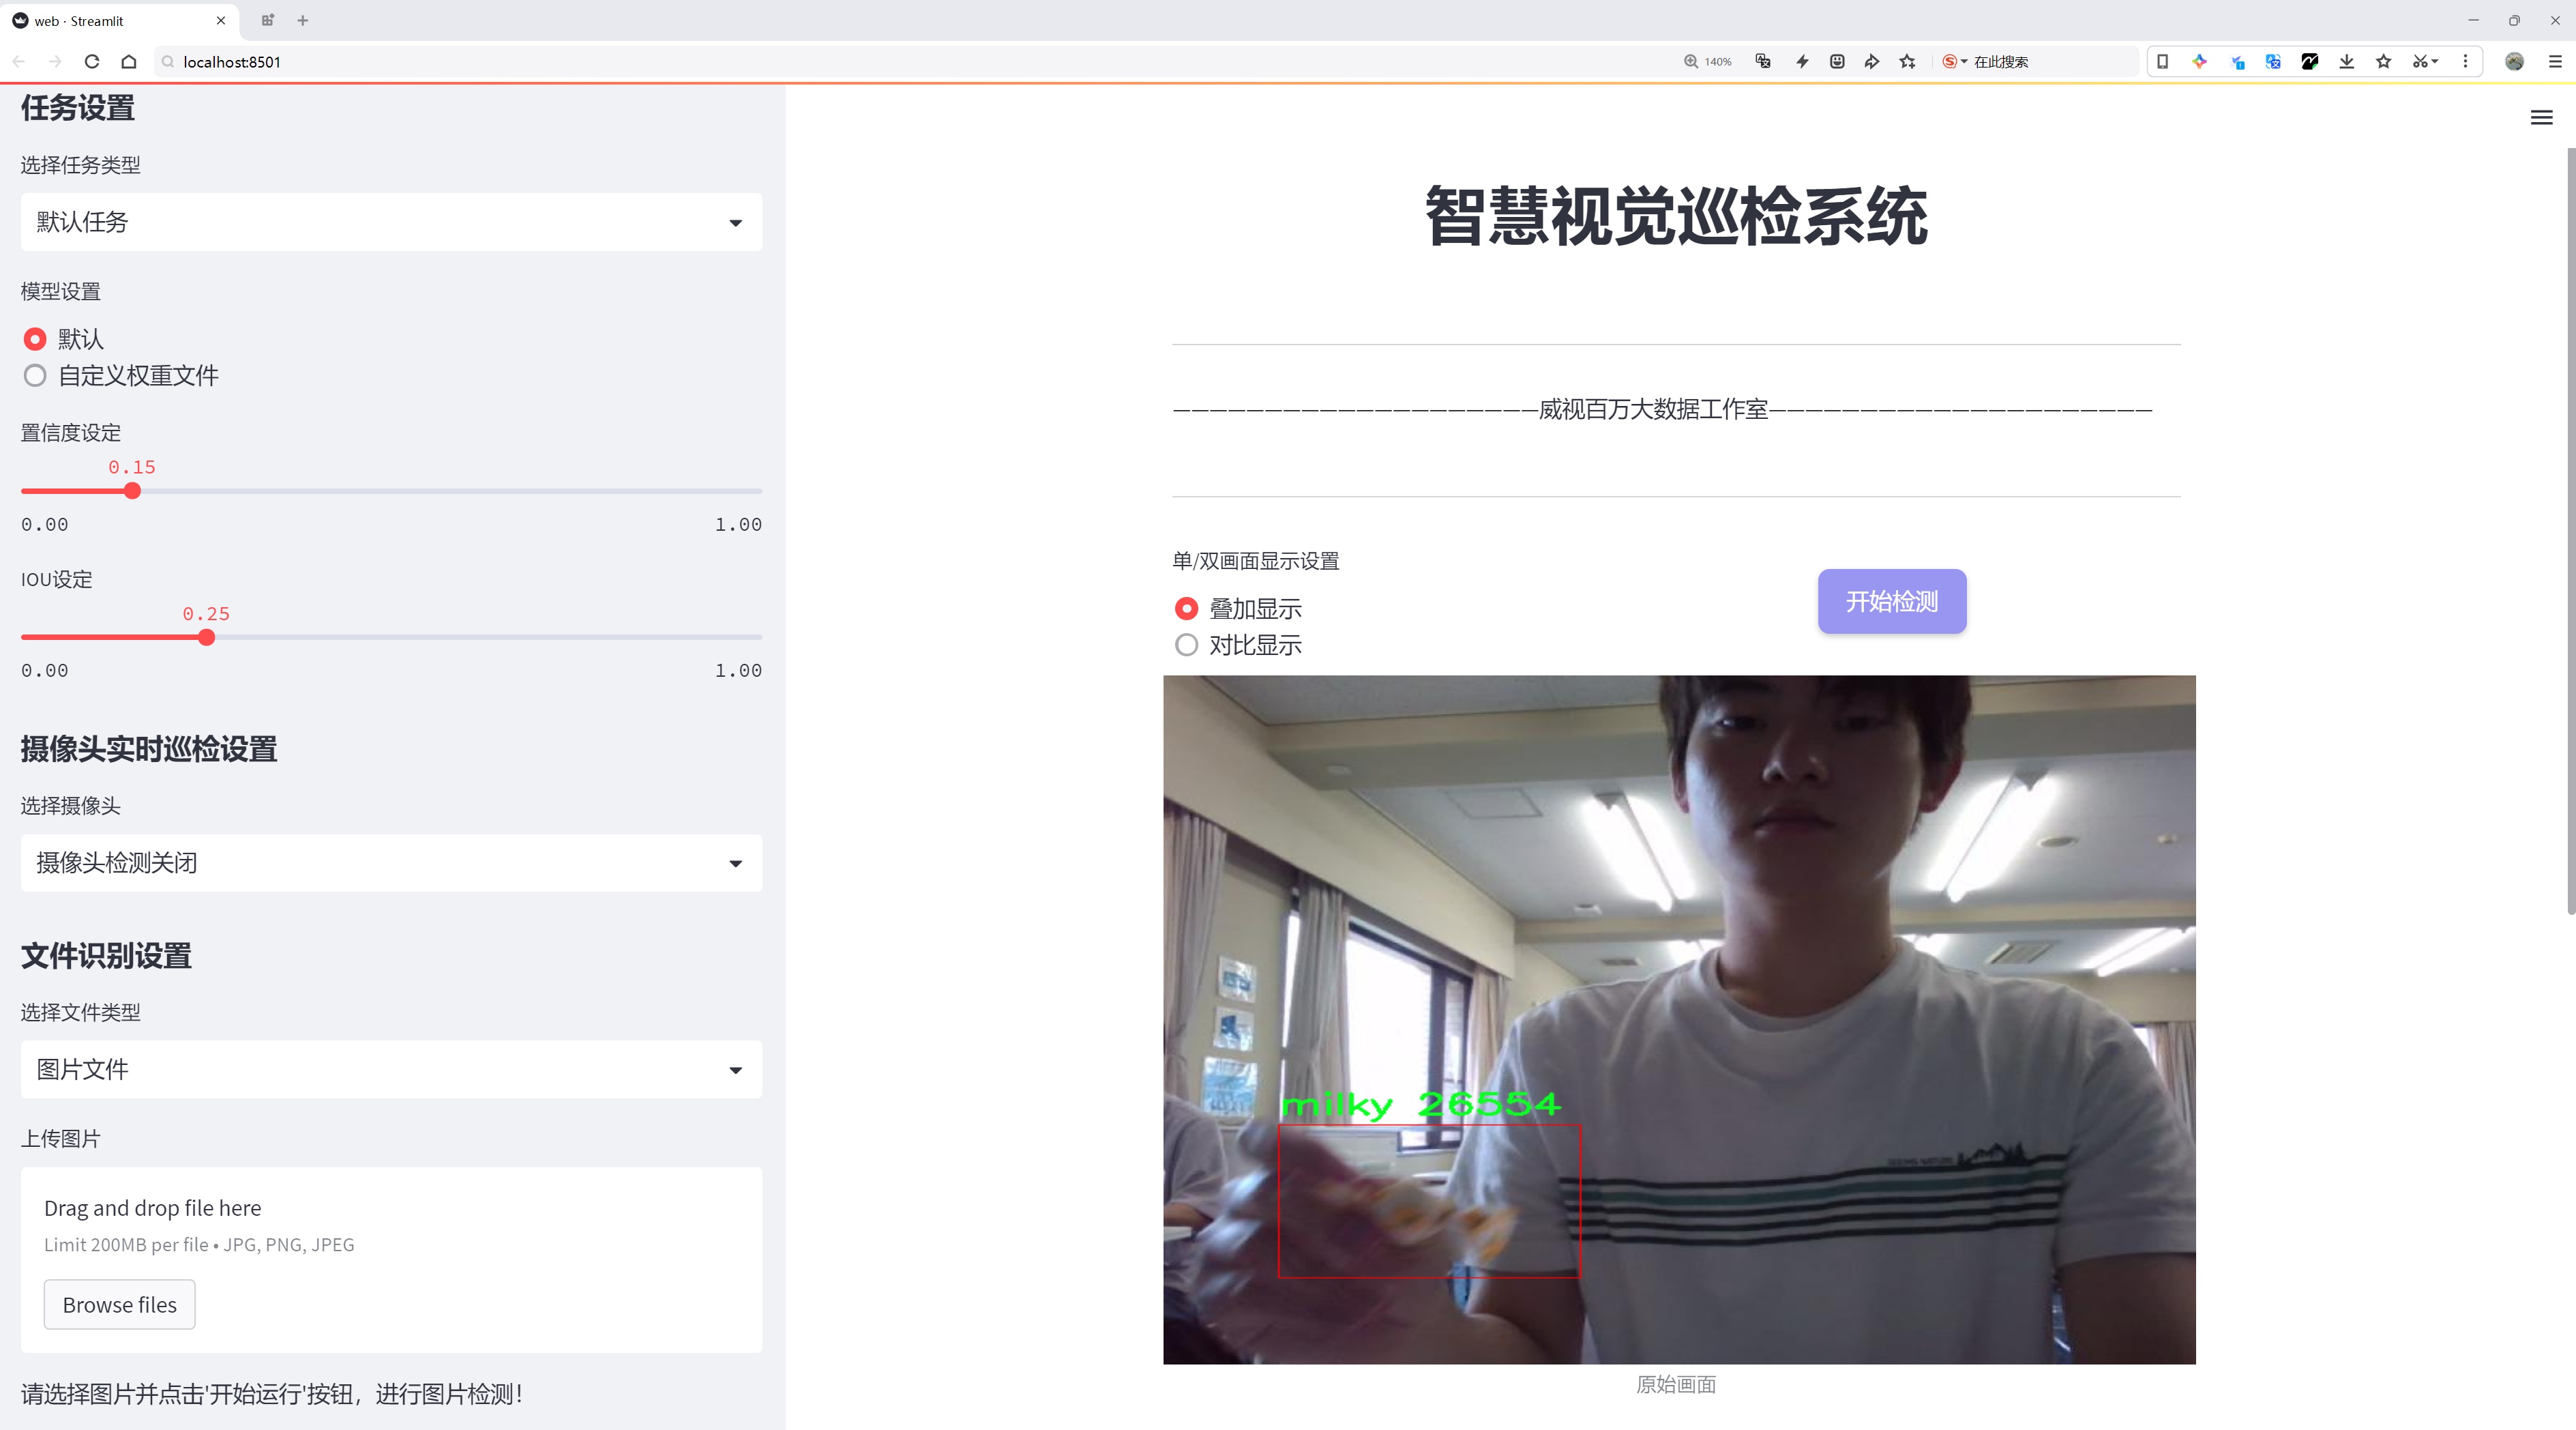 web · Streamlit
localhost:8501
140%
在此搜索
任务设置
选择任务类型
默认任务
模型设置
默认
自定义权重文件
置信度设定
0.15
0.00
1.00
IOU设定
0.25
0.00
1.00
摄像头实时巡检设置
选择摄像头
摄像头检测关闭
文件识别设置
选择文件类型
图片文件
上传图片
Drag and drop file here
Limit 200MB per file • JPG, PNG, JPEG
Browse files
请选择图片并点击'开始运行'按钮，进行图片检测！
智慧视觉巡检系统
————————————————————威视百万大数据工作室—————————————————————
单/双画面显示设置
叠加显示
对比显示
开始检测
milky 26554
原始画面